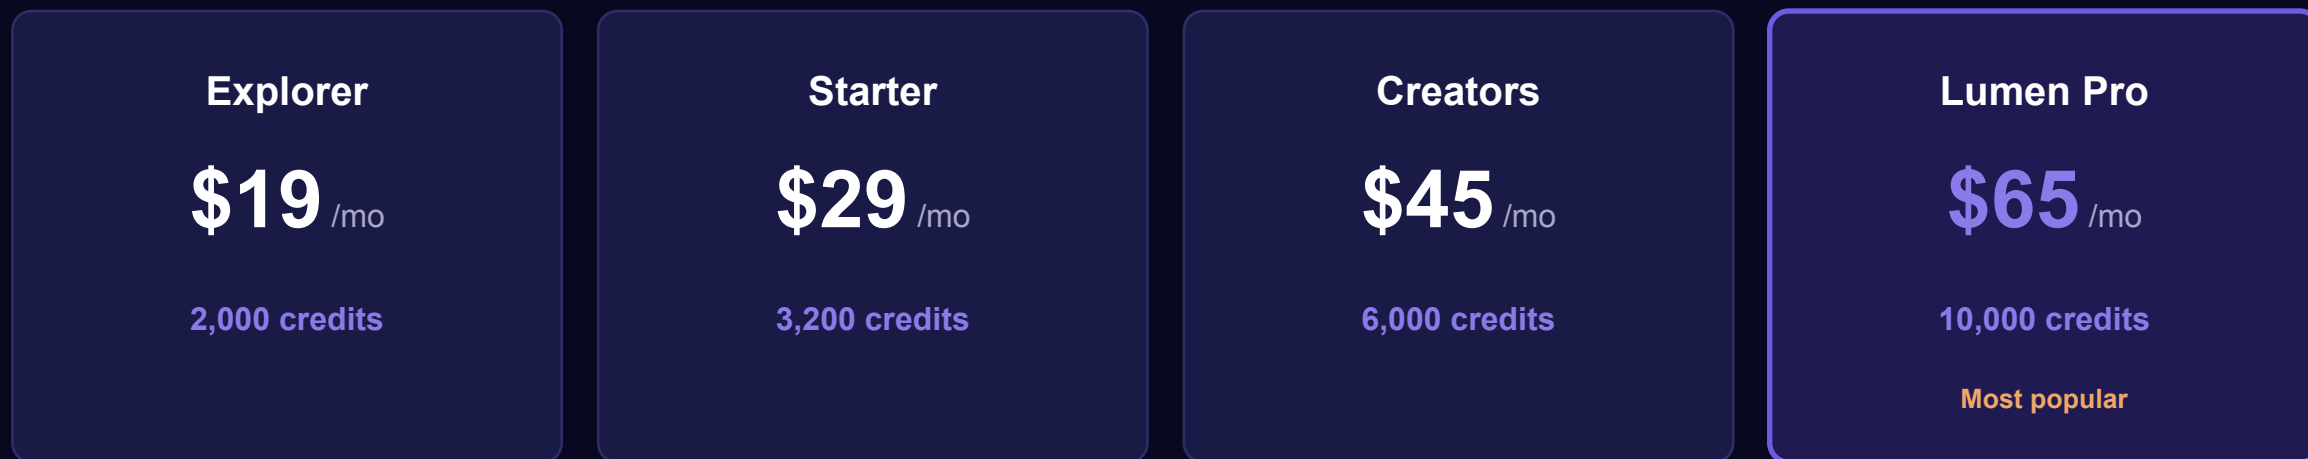 Explorer
$19 /mo
2,000 credits
Starter
$29 /mo
3,200 credits
Creators
$45 /mo
6,000 credits
Lumen Pro
$65 /mo
10,000 credits
Most popular